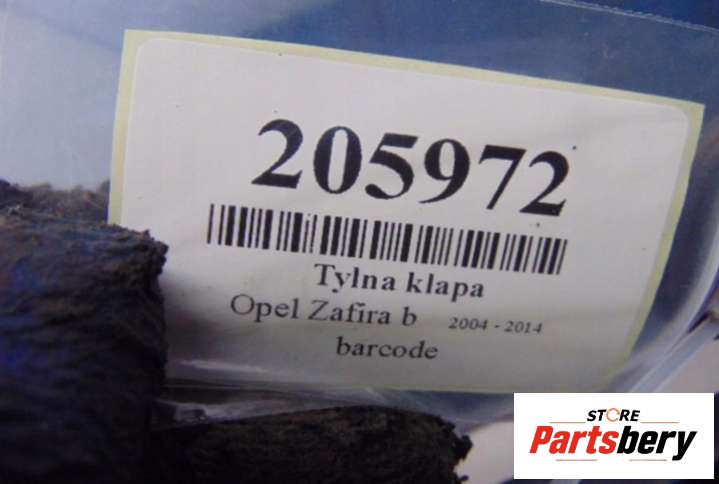 205972
Tylna klapa
Opel Zafira b 2004 - 2014
barcode
STORE
Partsbery